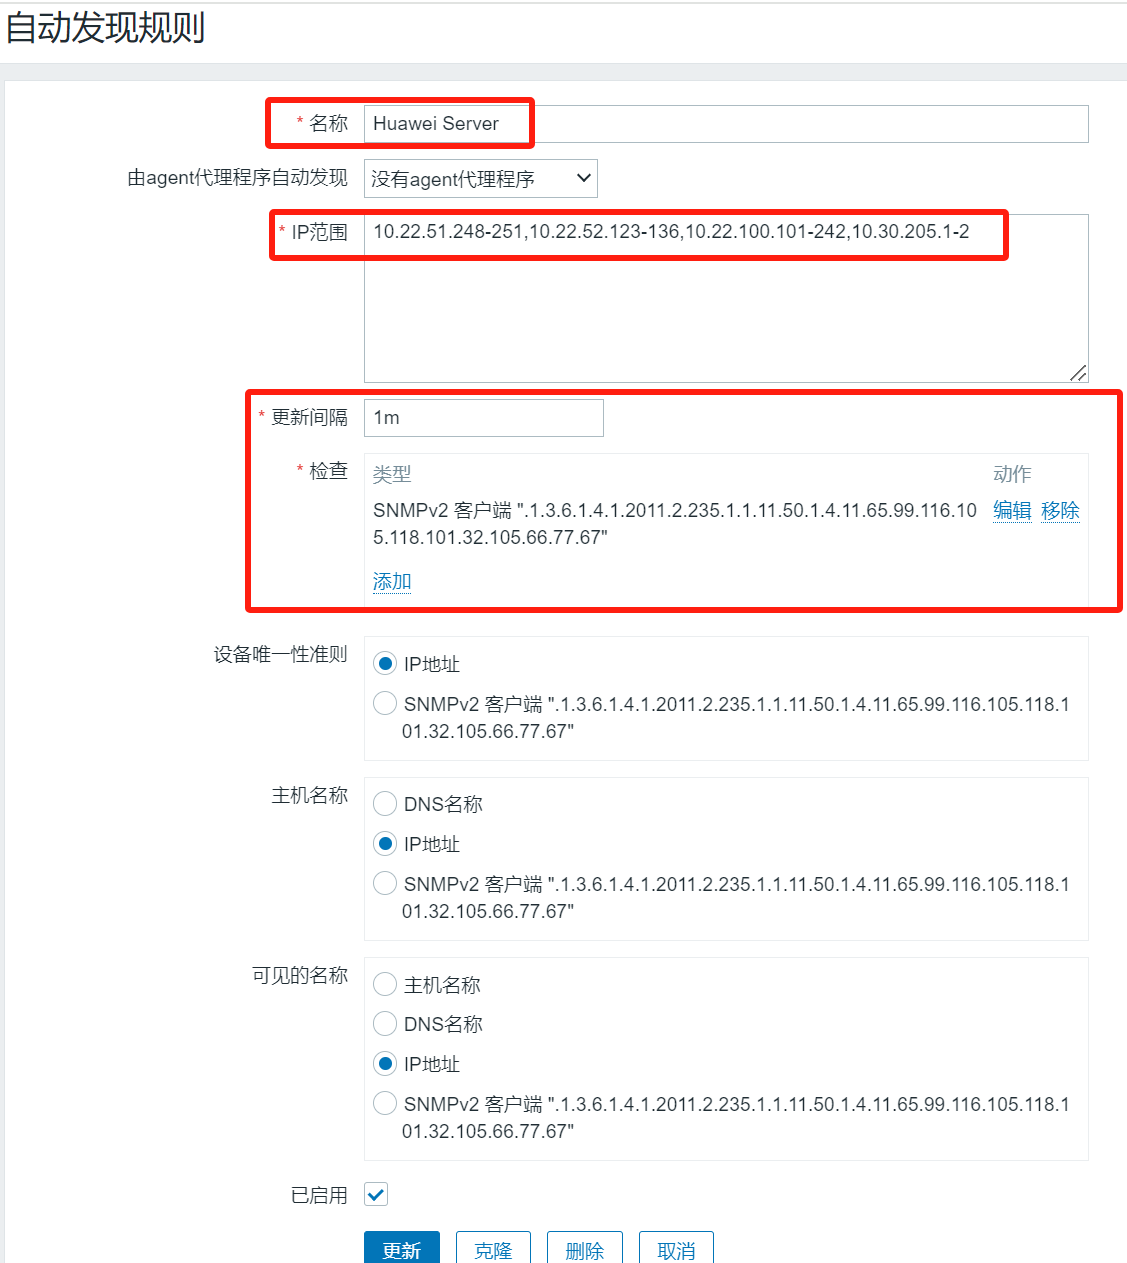 自动发现规则
* 名称 Huawei Server
由agent代理程序自动发现 没有agent代理程序
* IP范围 10.22.51.248-251,10.22.52.123-136,10.22.100.101-242,10.30.205.1-2
* 更新间隔 1m
* 检查 类型 动作
SNMPv2 客户端 ".1.3.6.1.4.1.2011.2.235.1.1.11.50.1.4.11.65.99.116.10 编辑 移除
5.118.101.32.105.66.77.67"
添加
设备唯一性准则 IP地址
SNMPv2 客户端 ".1.3.6.1.4.1.2011.2.235.1.1.11.50.1.4.11.65.99.116.105.118.1
01.32.105.66.77.67"
主机名称 DNS名称
IP地址
SNMPv2 客户端 ".1.3.6.1.4.1.2011.2.235.1.1.11.50.1.4.11.65.99.116.105.118.1
01.32.105.66.77.67"
可见的名称 主机名称
DNS名称
IP地址
SNMPv2 客户端 ".1.3.6.1.4.1.2011.2.235.1.1.11.50.1.4.11.65.99.116.105.118.1
01.32.105.66.77.67"
已启用
更新 克隆 删除 取消